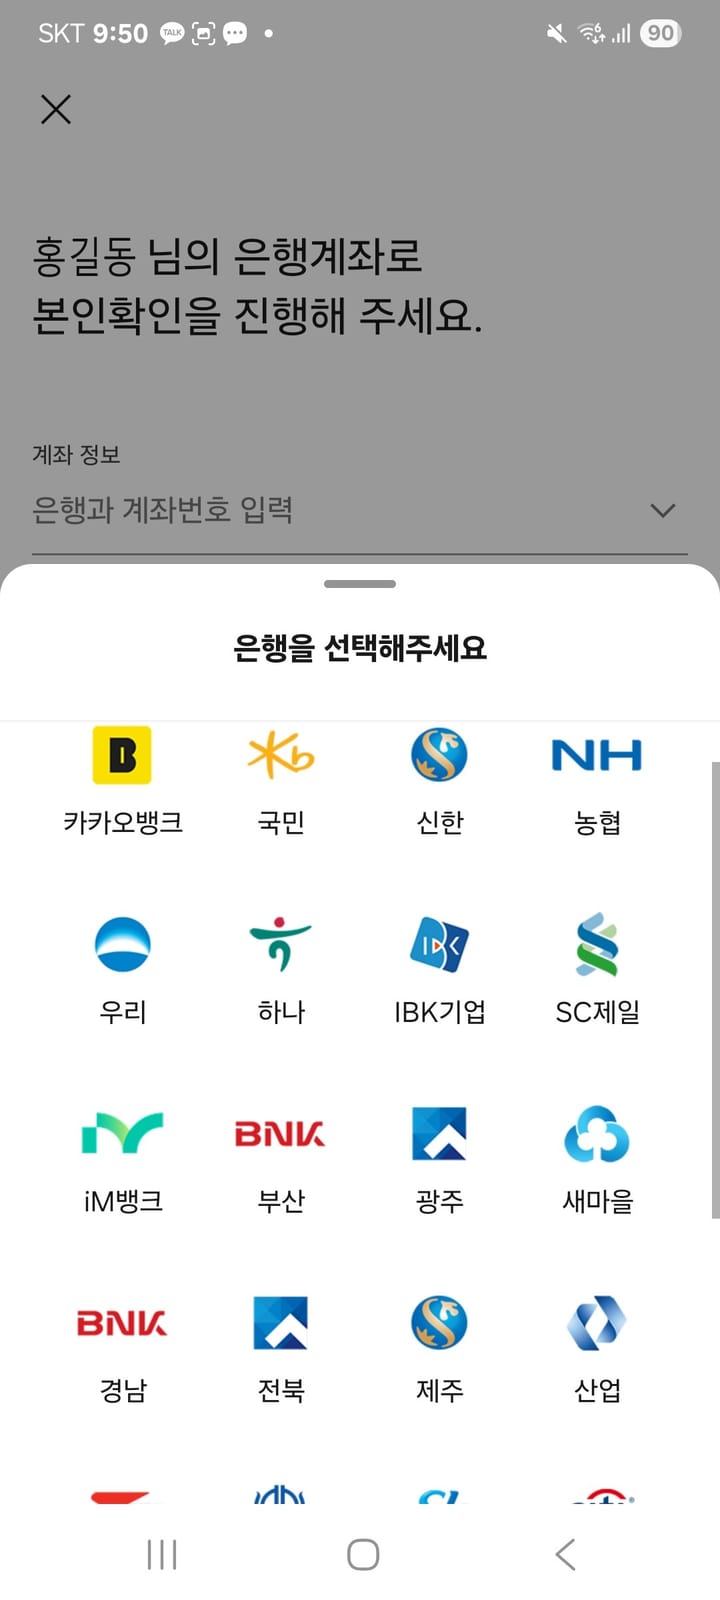 SKT 9:50 TALK 90
홍길동 님의 은행계좌로
본인확인을 진행해 주세요.
계좌 정보
은행과 계좌번호 입력
은행을 선택해주세요
B Kb NH
카카오뱅크 국민 신한 농협
IBK
우리 하나 IBK기업 SC제일
BNK
iM뱅크 부산 광주 새마을
BNK
경남 전북 제주 산업